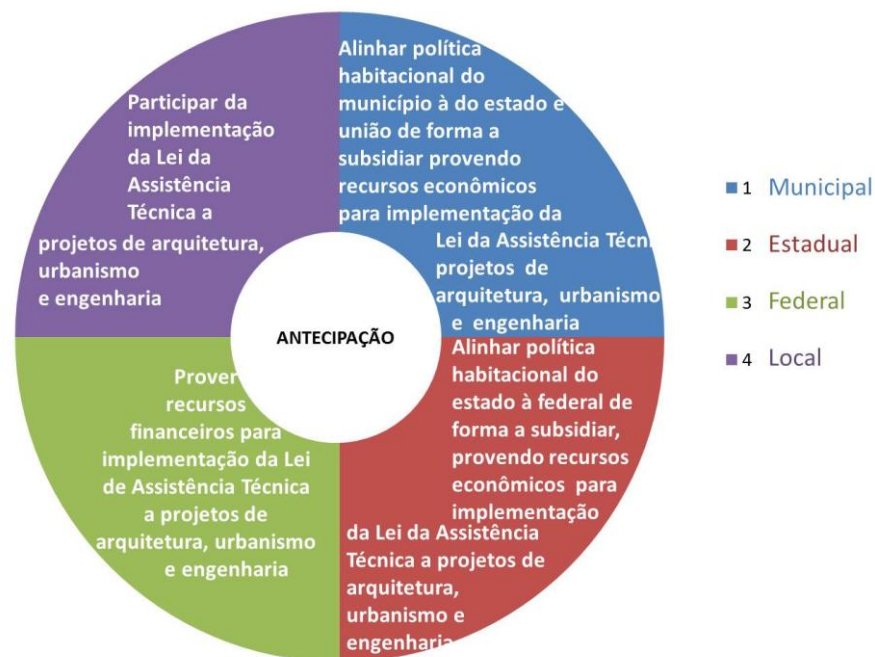 Alinhar política
habitacional do
município à do estado e
união de forma a
subsidiar provendo
recursos econômicos
para implementação da
Lei da Assistência Técni
projetos de
arquitetura, urbanismo
e engenharia
Alinhar política
habitacional do
estado à federal de
forma a subsidiar,
provendo recursos
econômicos para
implementação
da Lei da Assistência
Técnica a projetos de
arquitetura,
urbanismo e
engenharia
Prover
recursos
financeiros para
implementação da Lei
de Assistência Técnica
a projetos de
arquitetura, urbanismo
e engenharia
Participar da
implementação
da Lei da
Assistência
Técnica a
projetos de arquitetura,
urbanismo
e engenharia
ANTECIPAÇÃO
1 Municipal
2 Estadual
3 Federal
4 Local